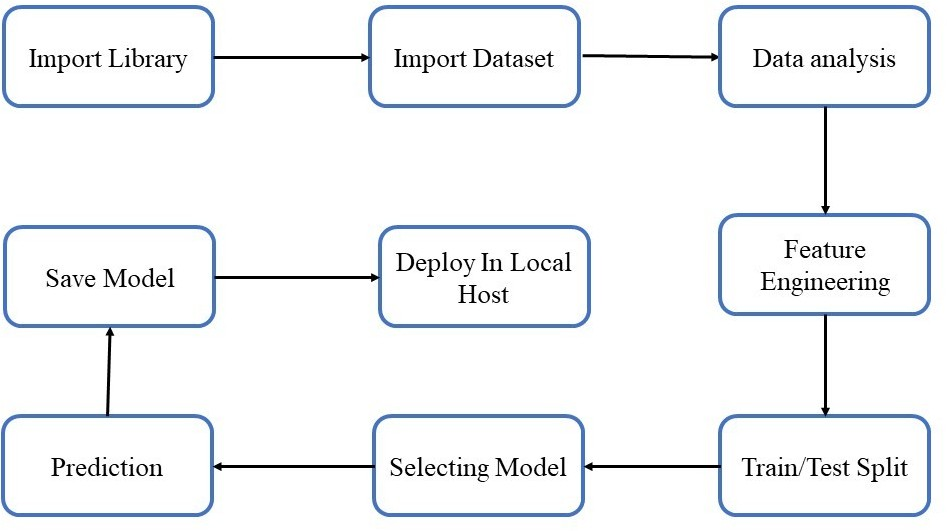 Import Library
Import Dataset
Data analysis
Feature
Engineering
Train/Test Split
Selecting Model
Prediction
Save Model
Deploy In Local
Host